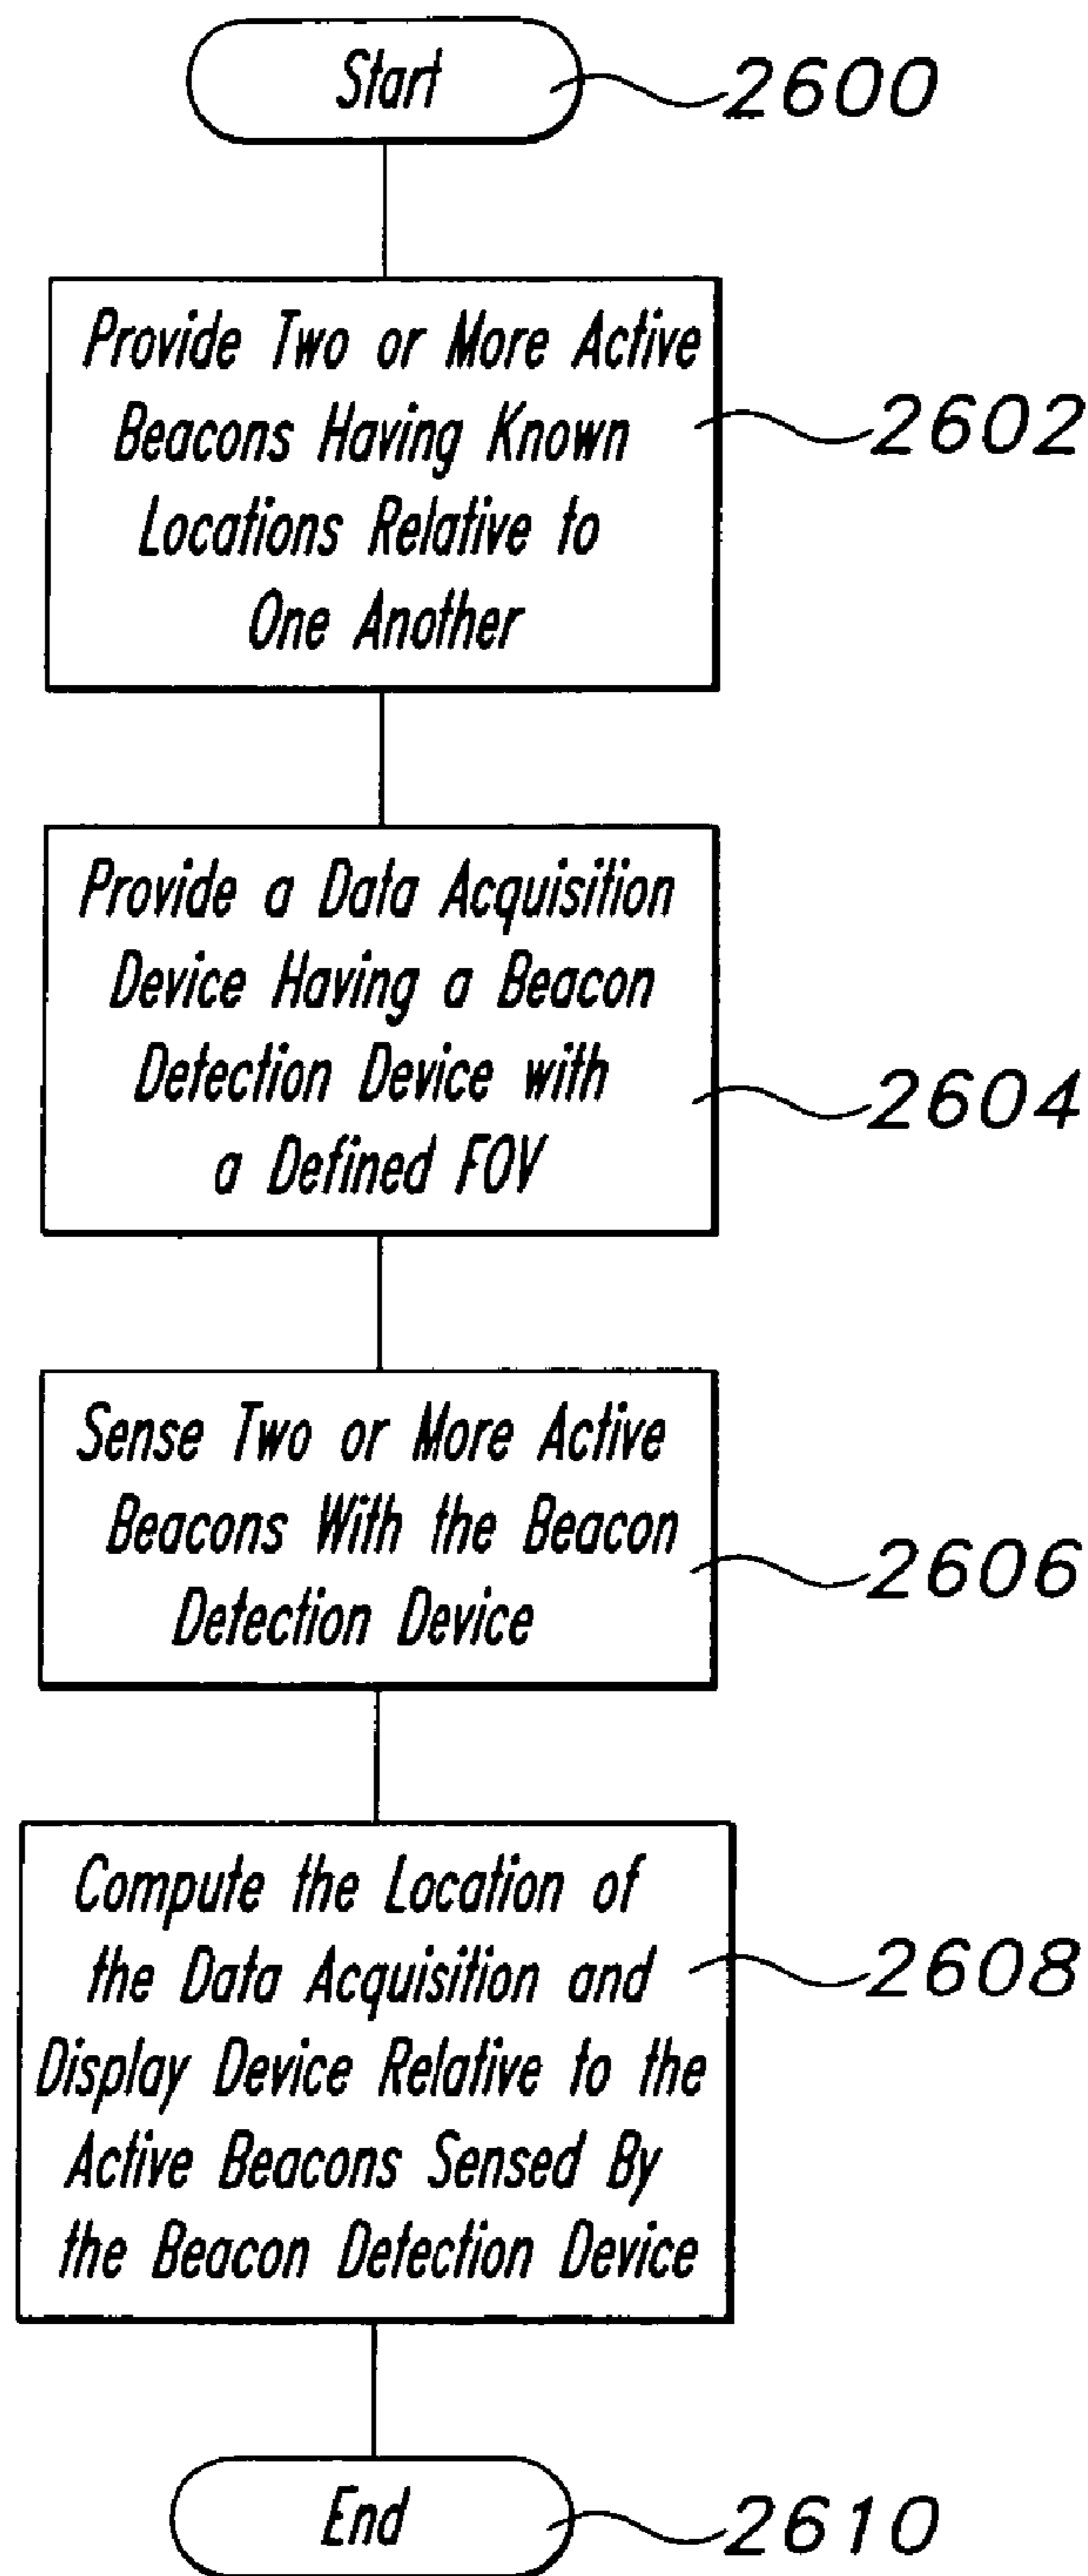 Start
2600
Provide Two or More Active
Beacons Having Known
2602
Locations Relative to
One Another
Provide a Data Acquisition
Device Having a Beacon
Detection Device with
2604
a Defined FOV
Sense Two or More Active
Beacons With the Beacon
2606
Detection Device
Compute the Location of
the Data Acquisition and
2608
Display Device Relative to the
Active Beacons Sensed By
the Beacon Detection Device
End
2610